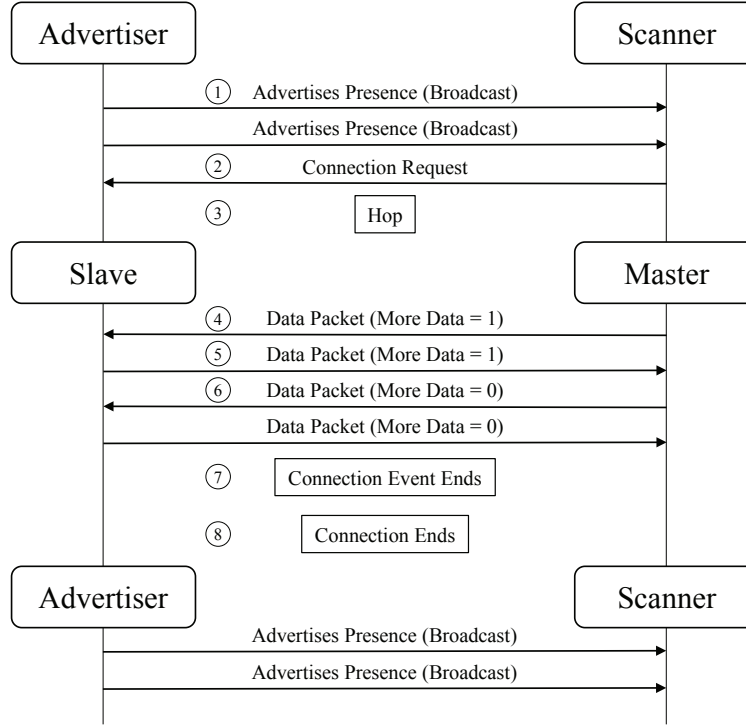 Advertiser Scanner
1 Advertises Presence (Broadcast)
Advertises Presence (Broadcast)
2 Connection Request
3 Hop
Slave Master
4 Data Packet (More Data = 1)
5 Data Packet (More Data = 1)
6 Data Packet (More Data = 0)
Data Packet (More Data = 0)
7 Connection Event Ends
8 Connection Ends
Advertiser Scanner
Advertises Presence (Broadcast)
Advertises Presence (Broadcast)